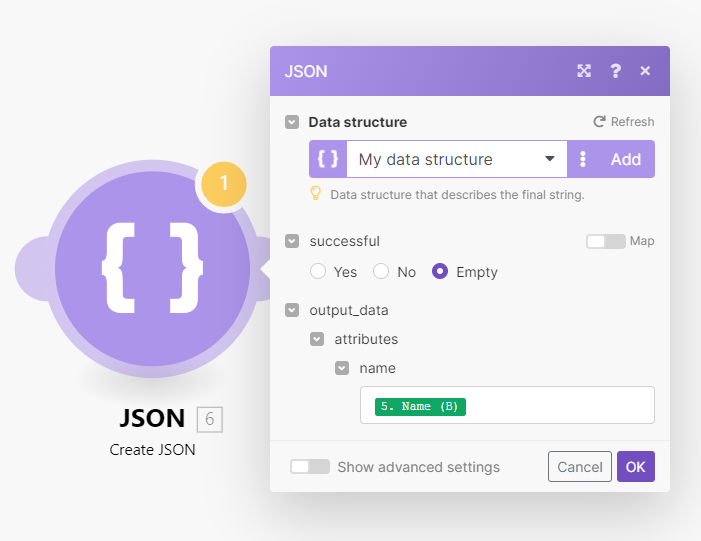 JSON
?
Data structure
Refresh
My data structure
Add
Data structure that describes the final string.
successful
Map
Yes
No
Empty
output_data
attributes
name
5. Name (B)
Show advanced settings
Cancel
OK
1
{ }
JSON
6
Create JSON